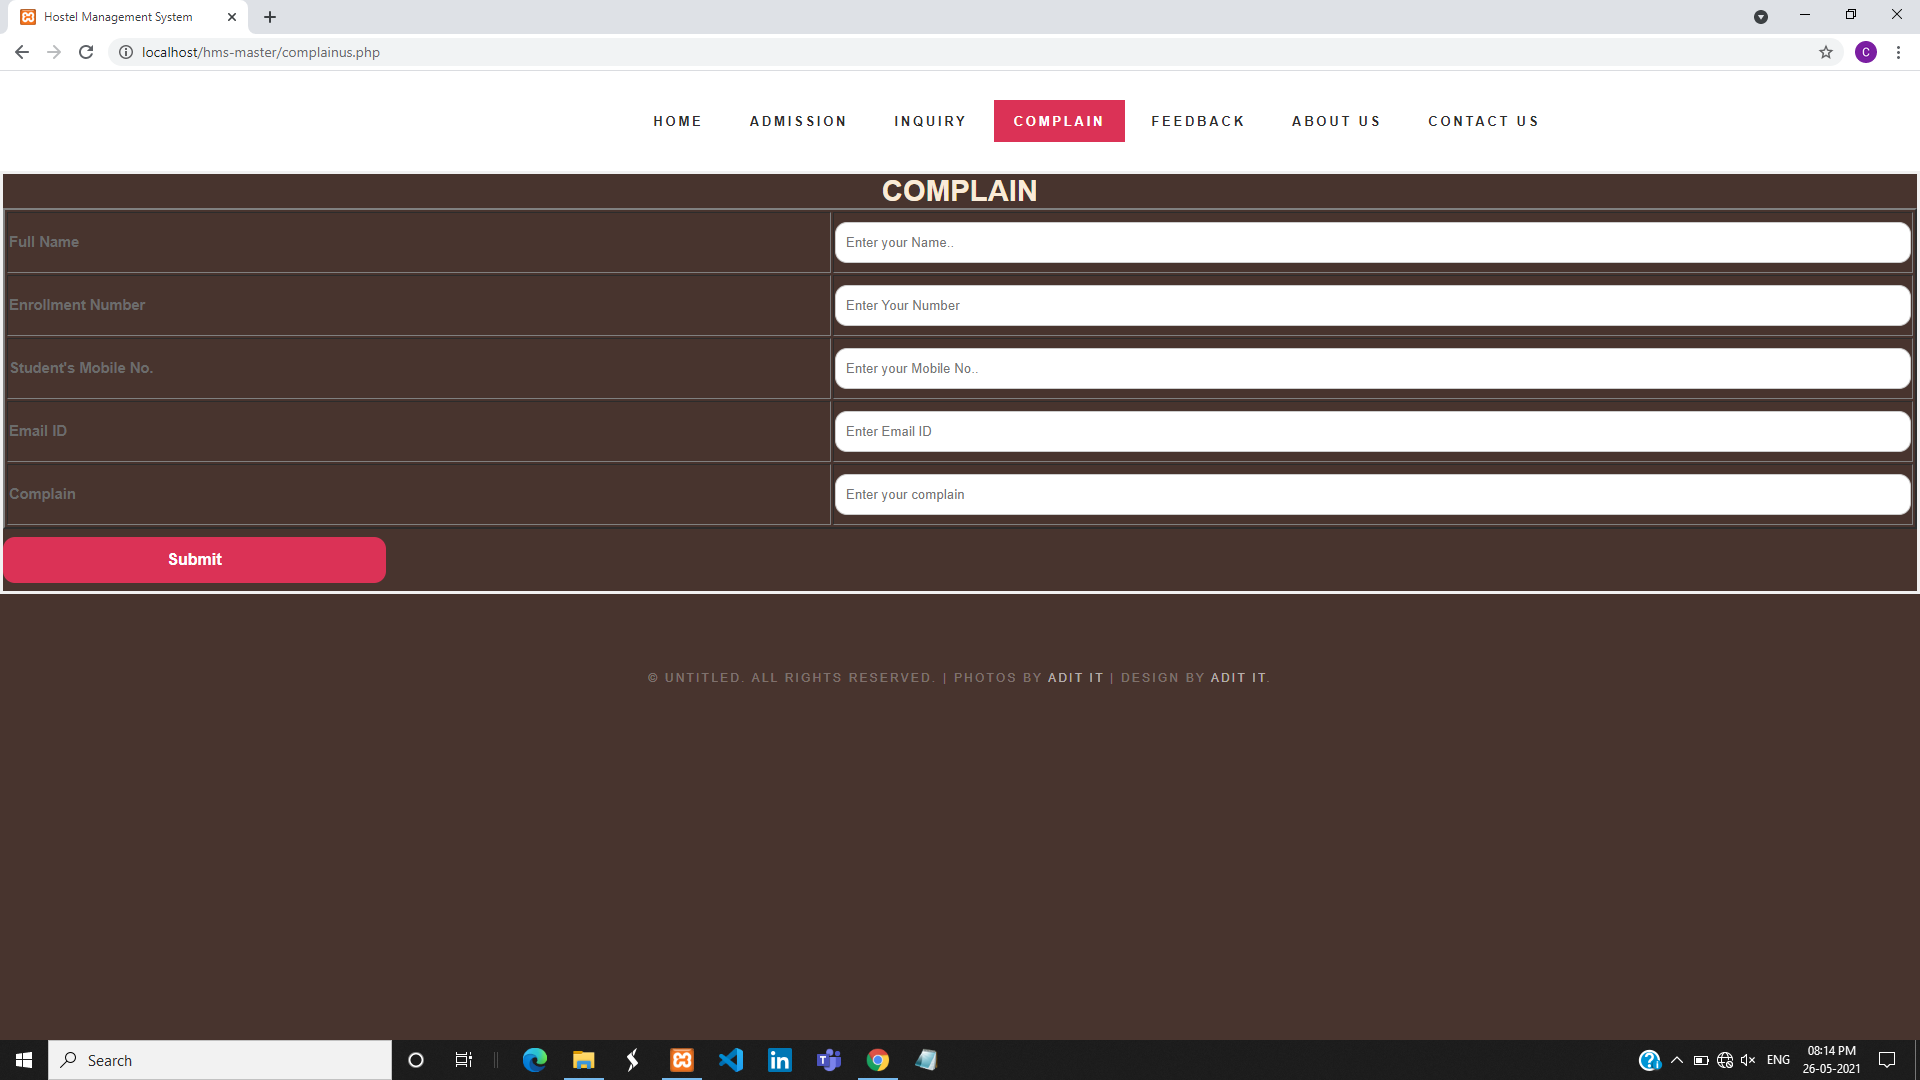 Hostel Management System
localhost/hms-master/complainus.php
C
HOME ADMISSION INQUIRY COMPLAIN FEEDBACK ABOUT US CONTACT US
COMPLAIN
Full Name Enter your Name..
Enrollment Number Enter Your Number
Student's Mobile No. Enter your Mobile No..
Email ID Enter Email ID
Complain Enter your complain
Submit
© UNTITLED. ALL RIGHTS RESERVED. | PHOTOS BY ADIT IT | DESIGN BY ADIT IT.
Search
ENG
08:14 PM
26-05-2021